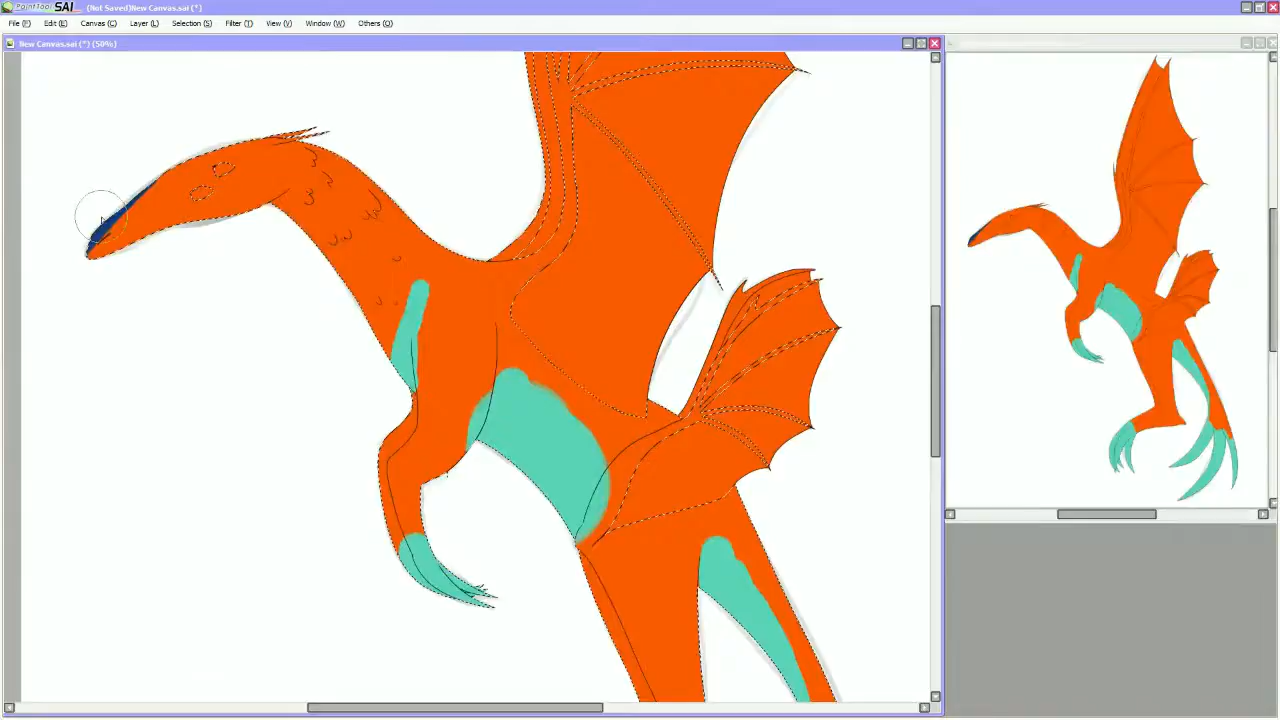 PaintTool SAI (Not Saved)New Canvas.sai (*)
File (F) Edit (E) Canvas (C) Layer (L) Selection (S) Filter (T) View (V) Window (W) Others (O)
New Canvas.sai (*) (50%)